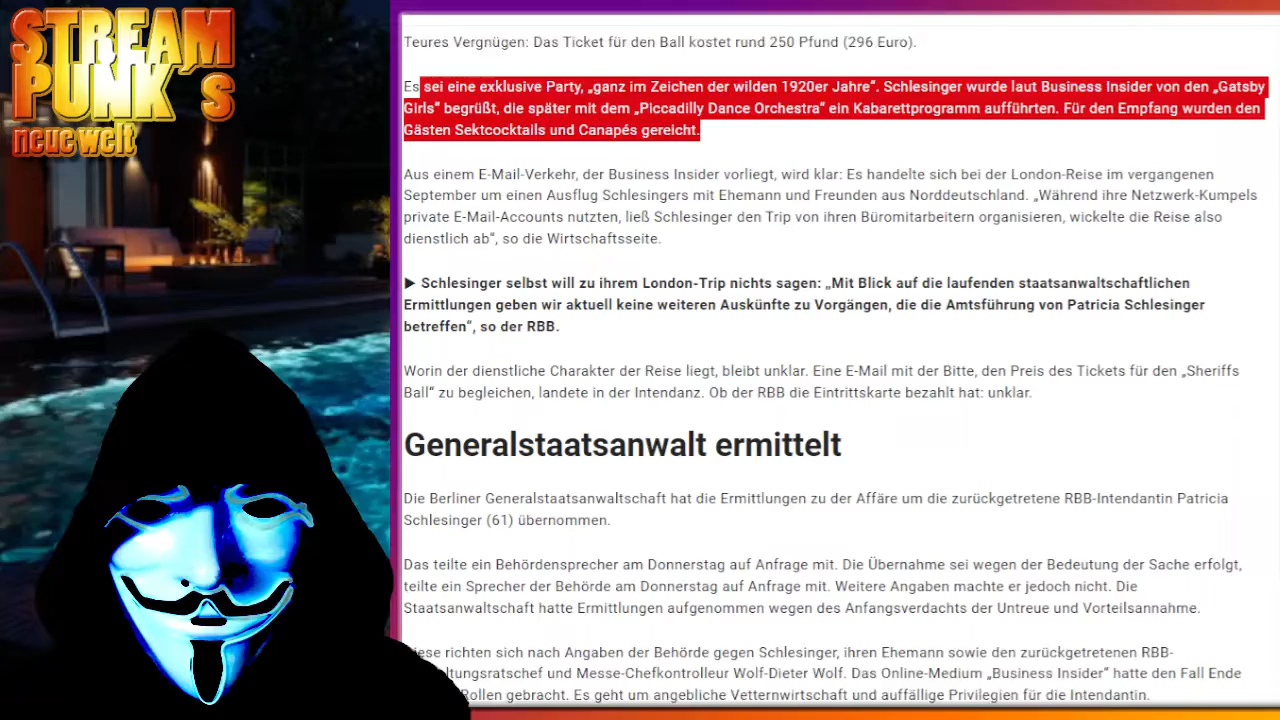 STREAM
PUNK´s
neue welt
Teures Vergnügen: Das Ticket für den Ball kostet rund 250 Pfund (296 Euro).
Es sei eine exklusive Party, „ganz im Zeichen der wilden 1920er Jahre“. Schlesinger wurde laut Business Insider von den „Gatsby
Girls“ begrüßt, die später mit dem „Piccadilly Dance Orchestra“ ein Kabarettprogramm aufführten. Für den Empfang wurden den
Gästen Sektcocktails und Canapés gereicht.
Aus einem E-Mail-Verkehr, der Business Insider vorliegt, wird klar: Es handelte sich bei der London-Reise im vergangenen
September um einen Ausflug Schlesingers mit Ehemann und Freunden aus Norddeutschland. „Während ihre Netzwerk-Kumpels
private E-Mail-Accounts nutzten, ließ Schlesinger den Trip von ihren Büromitarbeitern organisieren, wickelte die Reise also
dienstlich ab“, so die Wirtschaftsseite.
▶ Schlesinger selbst will zu ihrem London-Trip nichts sagen: „Mit Blick auf die laufenden staatsanwaltschaftlichen
Ermittlungen geben wir aktuell keine weiteren Auskünfte zu Vorgängen, die die Amtsführung von Patricia Schlesinger
betreffen“, so der RBB.
Worin der dienstliche Charakter der Reise liegt, bleibt unklar. Eine E-Mail mit der Bitte, den Preis des Tickets für den „Sheriffs
Ball“ zu begleichen, landete in der Intendanz. Ob der RBB die Eintrittskarte bezahlt hat: unklar.
Generalstaatsanwalt ermittelt
Die Berliner Generalstaatsanwaltschaft hat die Ermittlungen zu der Affäre um die zurückgetretene RBB-Intendantin Patricia
Schlesinger (61) übernommen.
Das teilte ein Behördensprecher am Donnerstag auf Anfrage mit. Die Übernahme sei wegen der Bedeutung der Sache erfolgt,
teilte ein Sprecher der Behörde am Donnerstag auf Anfrage mit. Weitere Angaben machte er jedoch nicht. Die
Staatsanwaltschaft hatte Ermittlungen aufgenommen wegen des Anfangsverdachts der Untreue und Vorteilsannahme.
iese richten sich nach Angaben der Behörde gegen Schlesinger, ihren Ehemann sowie den zurückgetretenen RBB-
ltungsratschef und Messe-Chefkontrolleur Wolf-Dieter Wolf. Das Online-Medium „Business Insider“ hatte den Fall Ende
Rollen gebracht. Es geht um angebliche Vetternwirtschaft und auffällige Privilegien für die Intendantin.